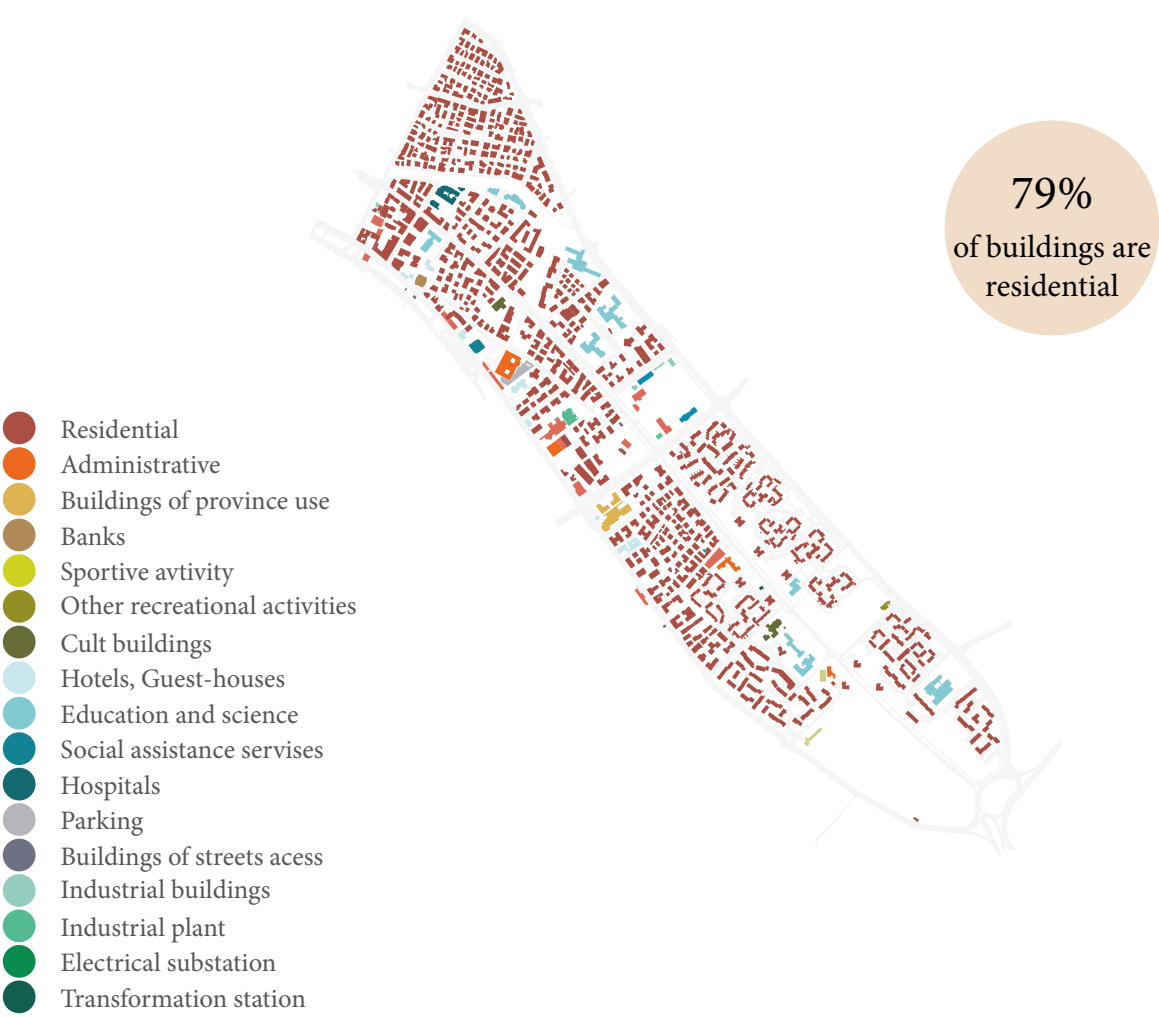 79%
of buildings are
residential
Residential
Administrative
Buildings of province use
Banks
Sportive avtivity
Other recreational activities
Cult buildings
Hotels, Guest-houses
Education and science
Social assistance servises
Hospitals
Parking
Buildings of streets acess
Industrial buildings
Industrial plant
Electrical substation
Transformation station